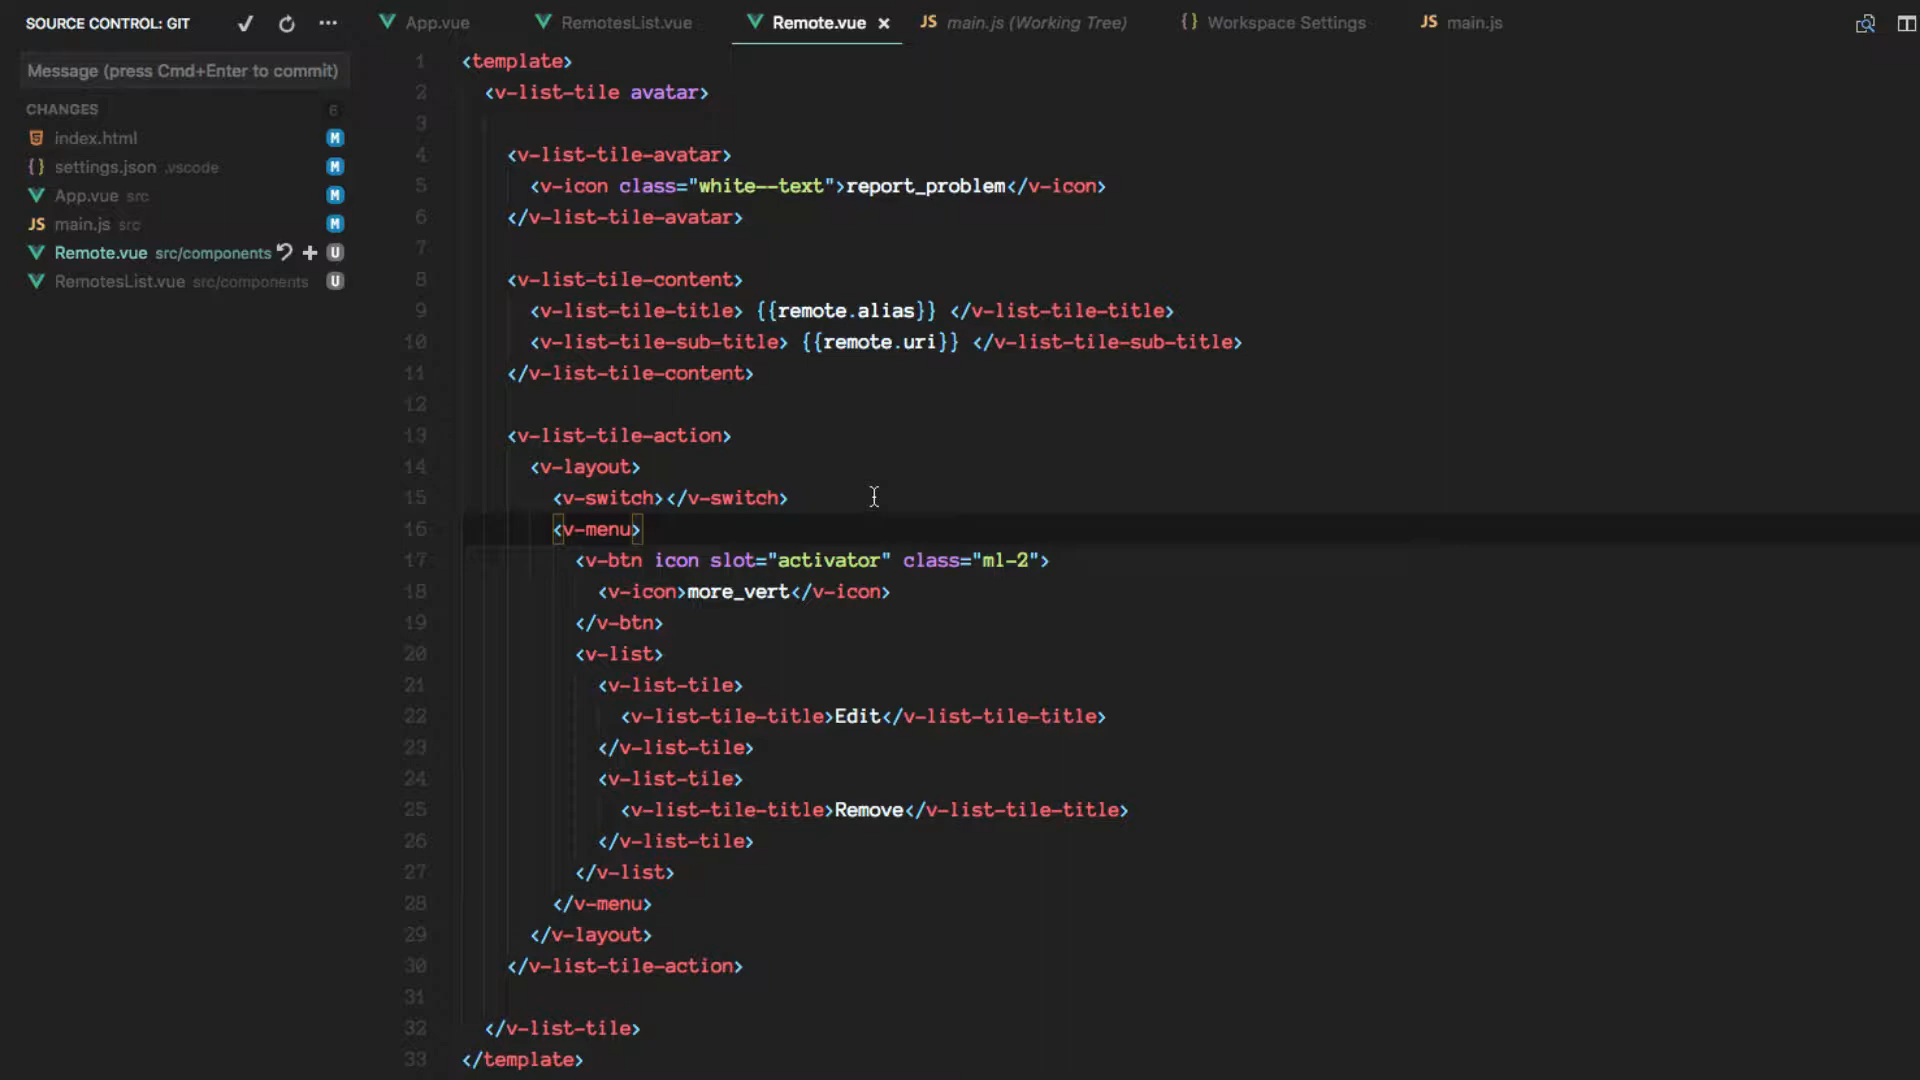 SOURCE CONTROL: GIT
Message (press Cmd+Enter to commit)
CHANGES 6
index.html M
{ } settings.json .vscode M
App.vue src M
JS main.js src M
Remote.vue src/components U
RemotesList.vue src/components U
App.vue
RemotesList.vue
Remote.vue
JS main.js (Working Tree)
{ } Workspace Settings
JS main.js
1 <template>
2 <v-list-tile avatar>
3
4 <v-list-tile-avatar>
5 <v-icon class="white--text">report_problem</v-icon>
6 </v-list-tile-avatar>
7
8 <v-list-tile-content>
9 <v-list-tile-title> {{remote.alias}} </v-list-tile-title>
10 <v-list-tile-sub-title> {{remote.uri}} </v-list-tile-sub-title>
11 </v-list-tile-content>
12
13 <v-list-tile-action>
14 <v-layout>
15 <v-switch></v-switch>
16 <v-menu>
17 <v-btn icon slot="activator" class="ml-2">
18 <v-icon>more_vert</v-icon>
19 </v-btn>
20 <v-list>
21 <v-list-tile>
22 <v-list-tile-title>Edit</v-list-tile-title>
23 </v-list-tile>
24 <v-list-tile>
25 <v-list-tile-title>Remove</v-list-tile-title>
26 </v-list-tile>
27 </v-list>
28 </v-menu>
29 </v-layout>
30 </v-list-tile-action>
31
32 </v-list-tile>
33 </template>